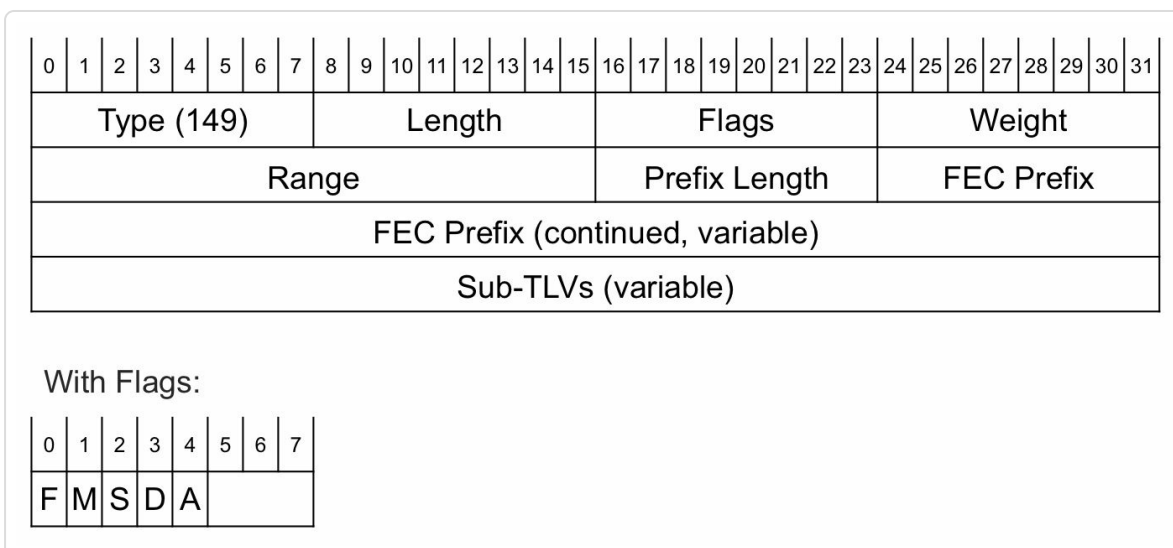 0 1 2 3 4 5 6 7 8 9 10 11 12 13 14 15 16 17 18 19 20 21 22 23 24 25 26 27 28 29 30 31
Type (149) Length Flags Weight
Range Prefix Length FEC Prefix
FEC Prefix (continued, variable)
Sub-TLVs (variable)
With Flags:
0 1 2 3 4 5 6 7
F M S D A